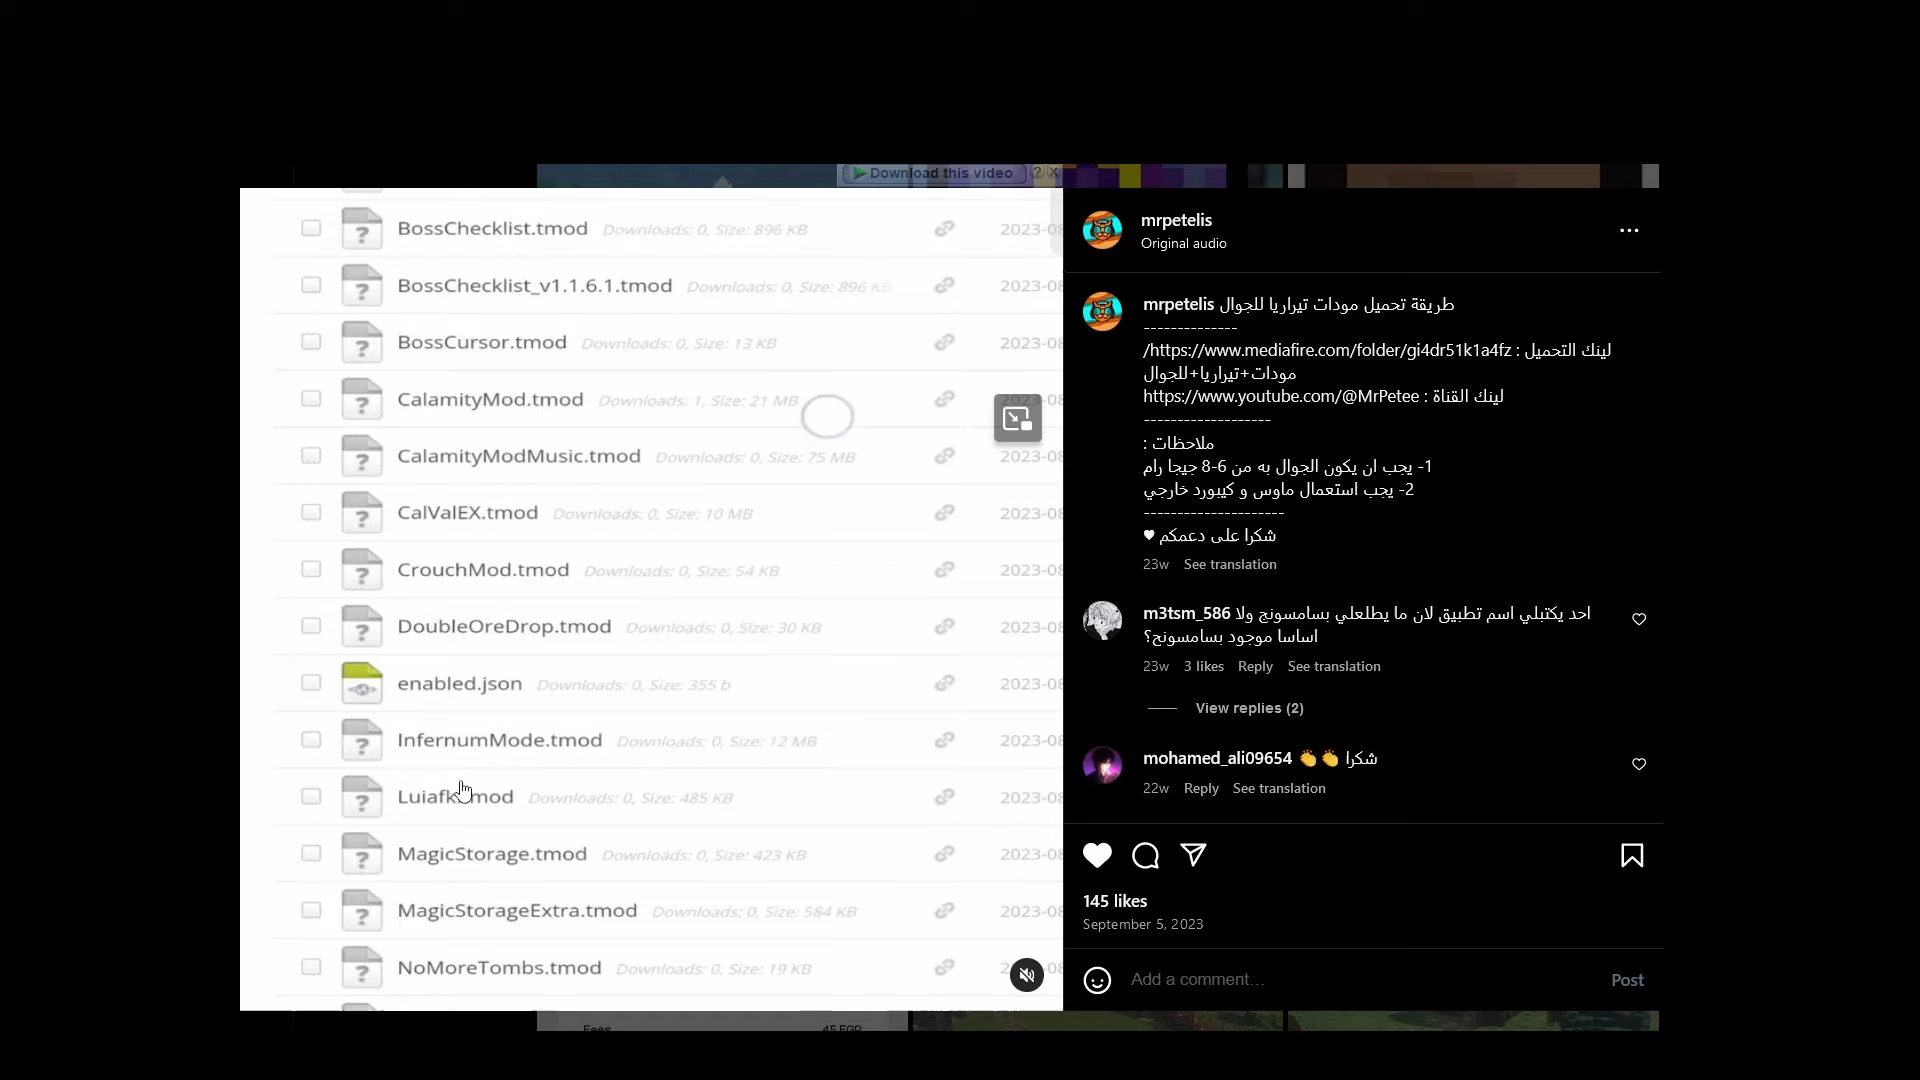 Download this video ? X
BossChecklist.tmod Downloads: 0, Size: 896 KB 2023-08
BossChecklist_v1.1.6.1.tmod Downloads: 0, Size: 896 KB 2023-08
BossCursor.tmod Downloads: 0, Size: 13 KB 2023-08
CalamityMod.tmod Downloads: 1, Size: 21 MB 2023-08
CalamityModMusic.tmod Downloads: 0, Size: 75 MB 2023-08
CalValEX.tmod Downloads: 0, Size: 10 MB 2023-08
CrouchMod.tmod Downloads: 0, Size: 54 KB 2023-08
DoubleOreDrop.tmod Downloads: 0, Size: 30 KB 2023-08
enabled.json Downloads: 0, Size: 355 b 2023-08
InfernumMode.tmod Downloads: 0, Size: 12 MB 2023-08
Downloads: 0, Size: 485 KB 2023-08
MagicStorage.tmod Downloads: 0, Size: 423 KB 2023-08
MagicStorageExtra.tmod Downloads: 0, Size: 584 KB 2023-08
NoMoreTombs.tmod Downloads: 0, Size: 19 KB
mrpetelis
Original audio
mrpetelis طريقة تحميل مودات تيراريا للجوال
--------------
لينك التحميل : https://www.mediafire.com/folder/gi4dr51k1a4fz/
مودات+تيراريا+للجوال
لينك القناة : https://www.youtube.com/@MrPetee
-------------------
ملاحظات :
1- يجب ان يكون الجوال به من 6-8 جيجا رام
2- يجب استعمال ماوس و كيبورد خارجي
---------------------
شكرا على دعمكم ♥
23w See translation
m3tsm_586 احد يكتبلي اسم تطبيق لان ما يطلعلي بسامسونج ولا
اساسا موجود بسامسونج؟
23w 3 likes Reply See translation
View replies (2)
mohamed_ali09654 👏👏 شكرا
22w Reply See translation
145 likes
September 5, 2023
Add a comment…
Post
Fees 45 EGP